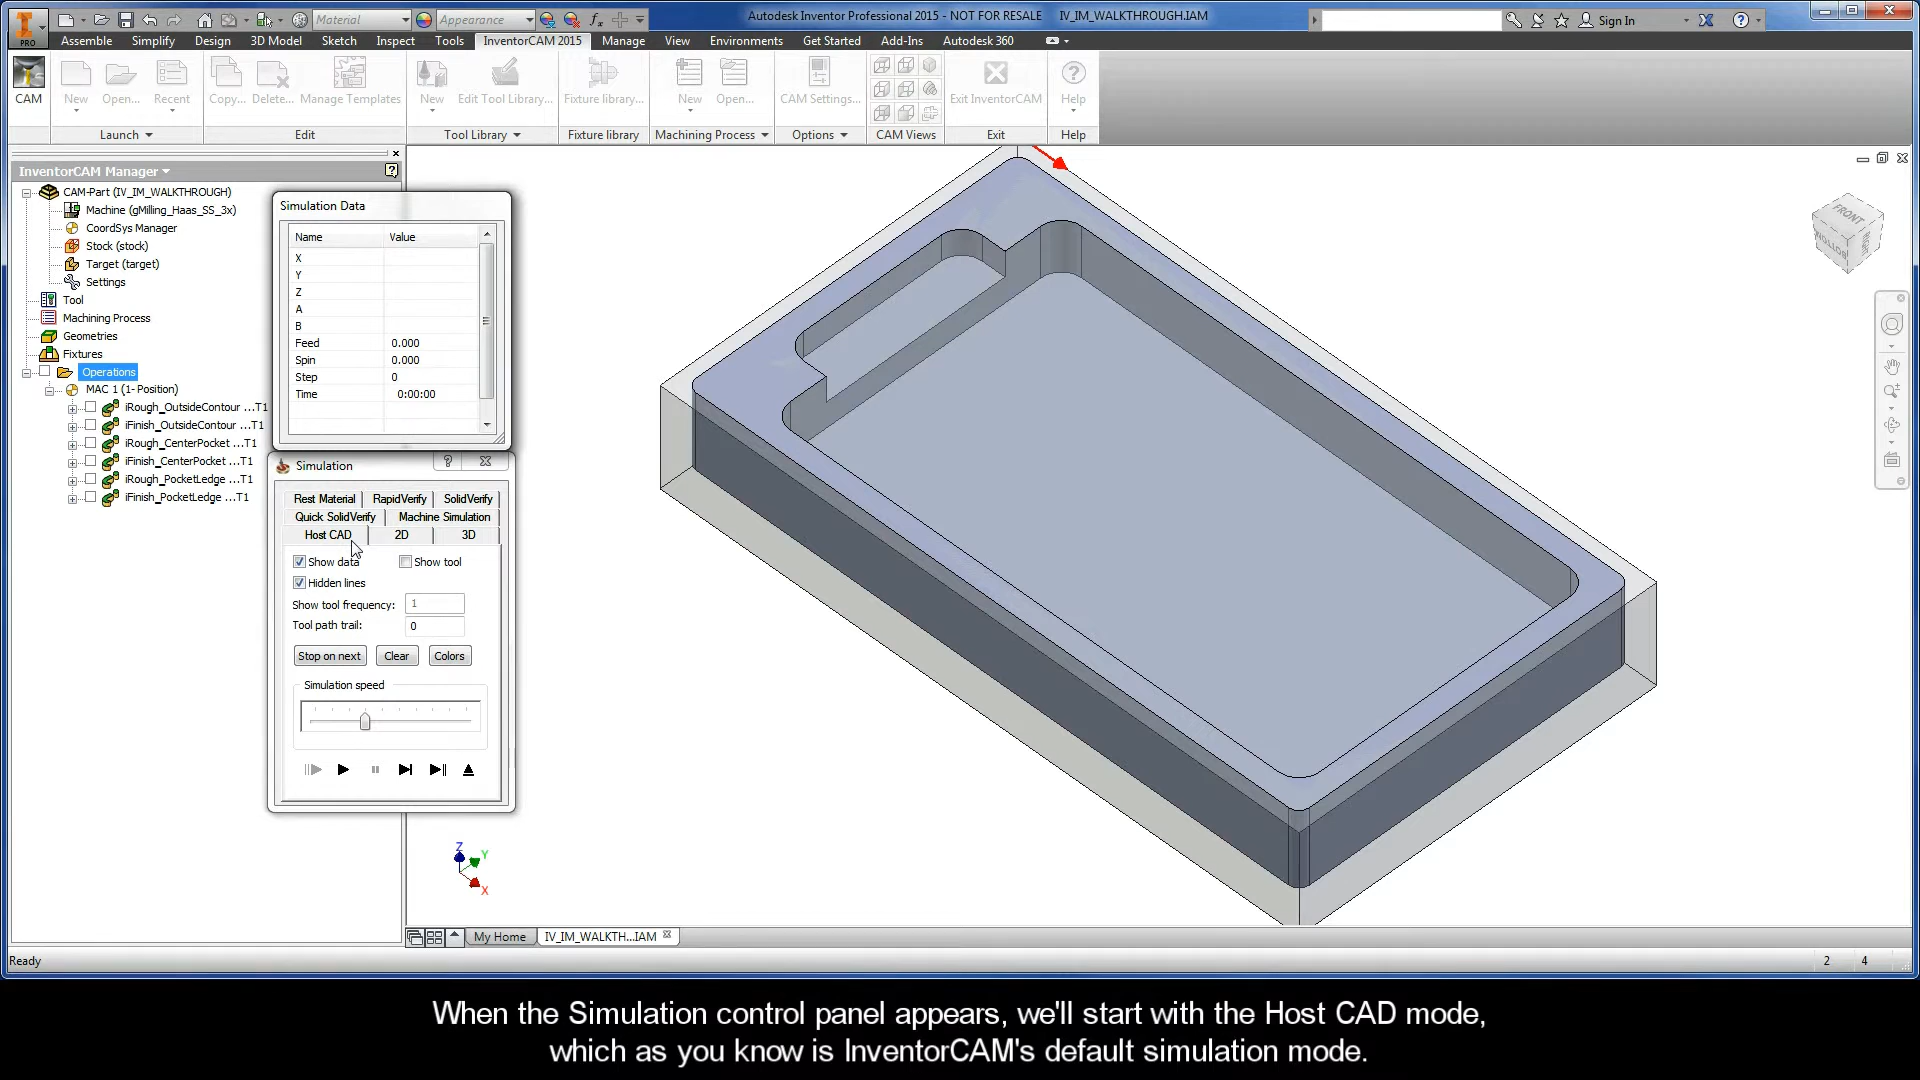 Material
Appearance
Autodesk Inventor Professional 2015 - NOT FOR RESALE IV_IM_WALKTHROUGH.IAM
Sign In
PRO
Assemble Simplify Design 3D Model Sketch Inspect Tools InventorCAM 2015 Manage View Environments Get Started Add-Ins Autodesk 360
CAM New Open... Recent Copy... Delete... Manage Templates New Edit Tool Library... Fixture library... New Open... CAM Settings... Exit InventorCAM Help
Launch Edit Tool Library Fixture library Machining Process Options CAM Views Exit Help
InventorCAM Manager
CAM-Part (IV_IM_WALKTHROUGH)
Machine (gMilling_Haas_SS_3x)
CoordSys Manager
Stock (stock)
Target (target)
Settings
Tool
Machining Process
Geometries
Fixtures
Operations
MAC 1 (1- Position)
iRough_OutsideContour ...T1
iFinish_OutsideContour ...T1
iRough_CenterPocket ...T1
iFinish_CenterPocket ...T1
iRough_PocketLedge ...T1
iFinish_PocketLedge ...T1
Simulation Data
Name Value
X
Y
Z
A
B
Feed 0.000
Spin 0.000
Step 0
Time 0:00:00
Simulation
Rest Material RapidVerify SolidVerify
Quick SolidVerify Machine Simulation
Host CAD 2D 3D
Show data Show tool
Hidden lines
Show tool frequency: 1
Tool path trail: 0
Stop on next Clear Colors
Simulation speed
FRONT
BOTTOM
Z
Y
X
My Home IV_IM_WALKTH...IAM
Ready
2 4
When the Simulation control panel appears, we'll start with the Host CAD mode,
which as you know is InventorCAM's default simulation mode.